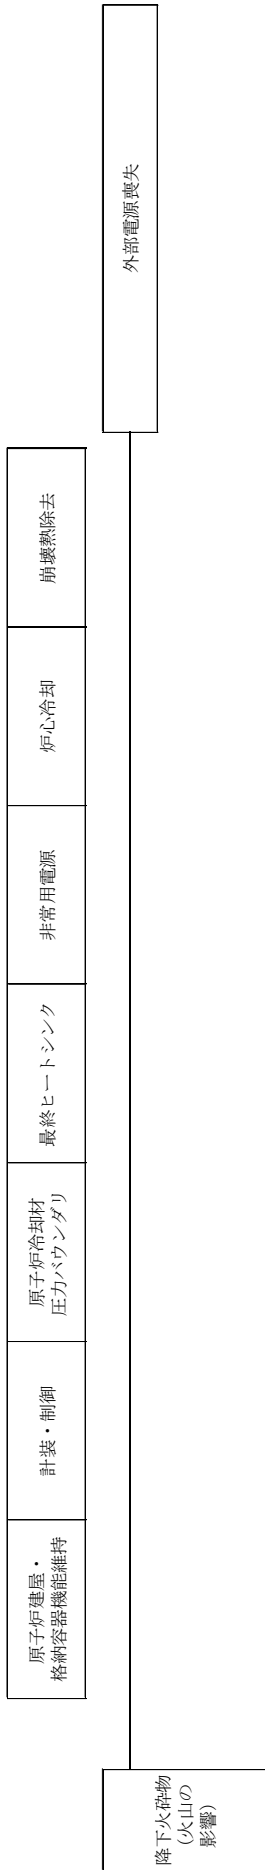 降下火砕物
（火山の
影響）
原子炉建屋・
格納容器機能維持
計装・制御
原子炉冷却材
圧力バウンダリ
最終ヒートシンク
非常用電源
炉心冷却
崩壊熱除去
外部電源喪失